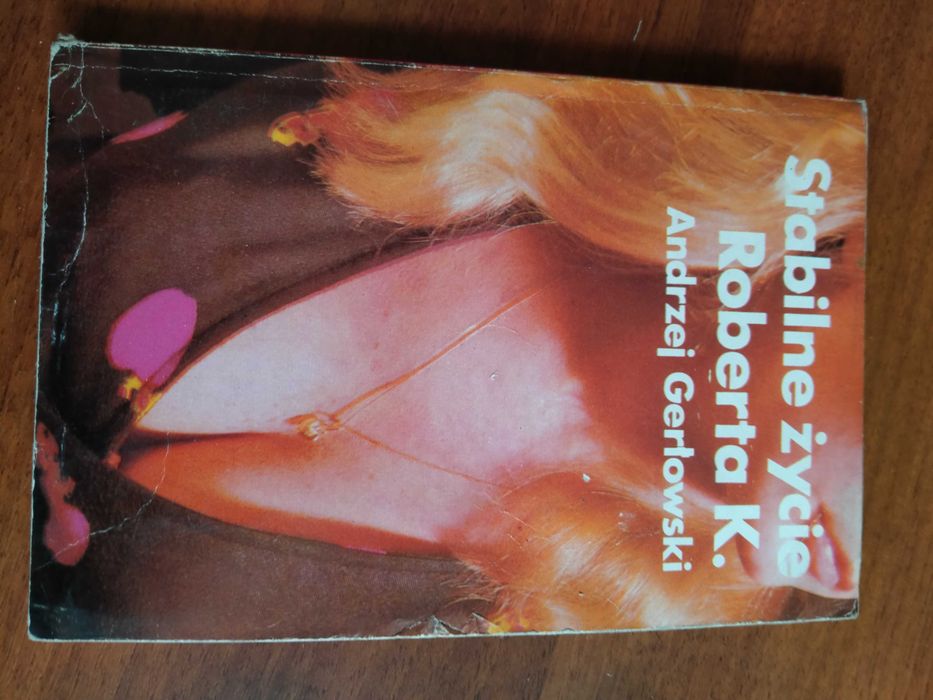 Stabilne życie
Roberta K.
Andrzej Gerłowski